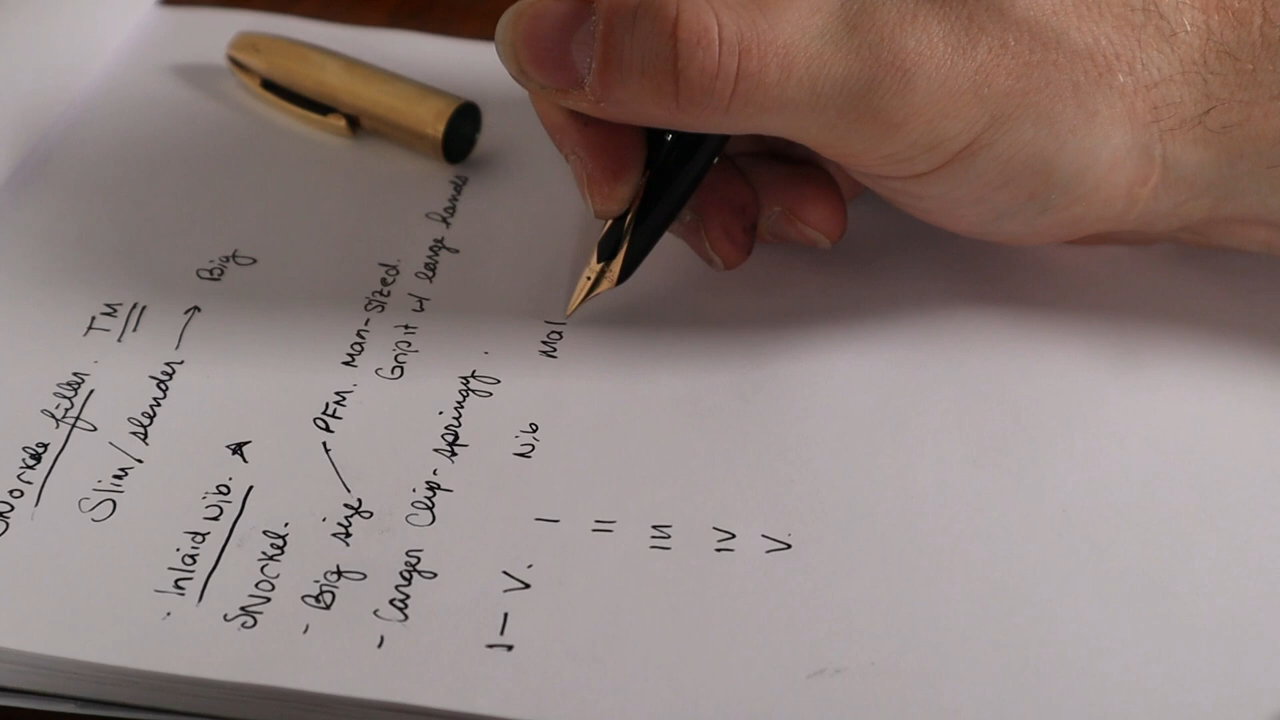 SNorkel filler. TM
Slim/slender → Big
· Inlaid Nib. ☆
SNorkel.
- Big size — PFM. Man-sized.
Grip it w/ large hands
- Larger Clip- springy.
I — V.
Nib Mal
I
II
III
IV
V.